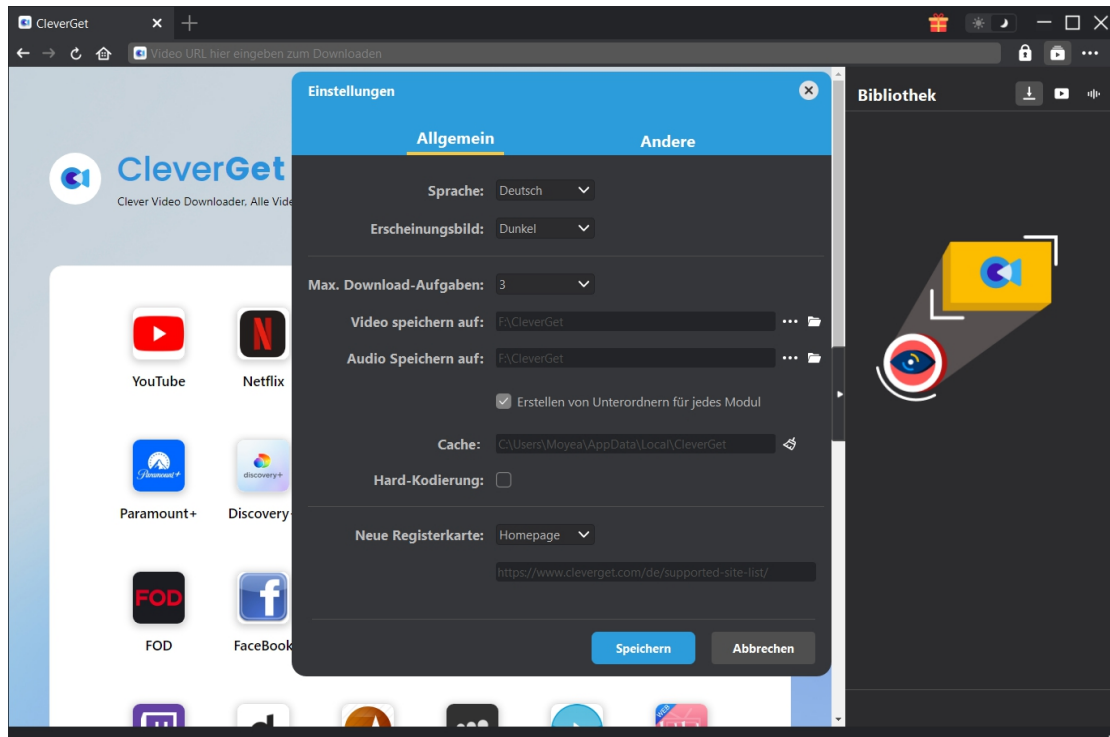 CleverGet
Video URL hier eingeben zum Downloaden
Einstellungen
Allgemein
Andere
Bibliothek
CleverGet
Clever Video Downloader, Alle Vide
Sprache:
Deutsch
Erscheinungsbild:
Dunkel
Max. Download-Aufgaben:
3
Video speichern auf:
F:\CleverGet
Audio Speichern auf:
F:\CleverGet
Erstellen von Unterordnern für jedes Modul
Cache:
C:\Users\Moyea\AppData\Local\CleverGet
Hard-Kodierung:
Neue Registerkarte:
Homepage
https://www.cleverget.com/de/supported-site-list/
Speichern
Abbrechen
YouTube
Netflix
Paramount+
discovery+
Paramount+
Discovery
FOD
FOD
FaceBook
WEB